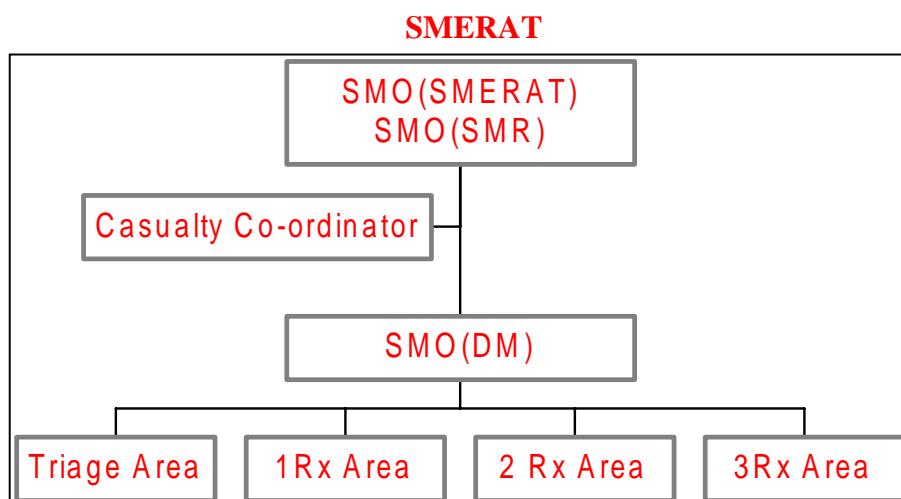 SMERAT
SMO(SMERAT)
SMO(SMR)
Casualty Co-ordinator
SMO(DM)
Triage Area
1Rx Area
2 Rx Area
3Rx Area